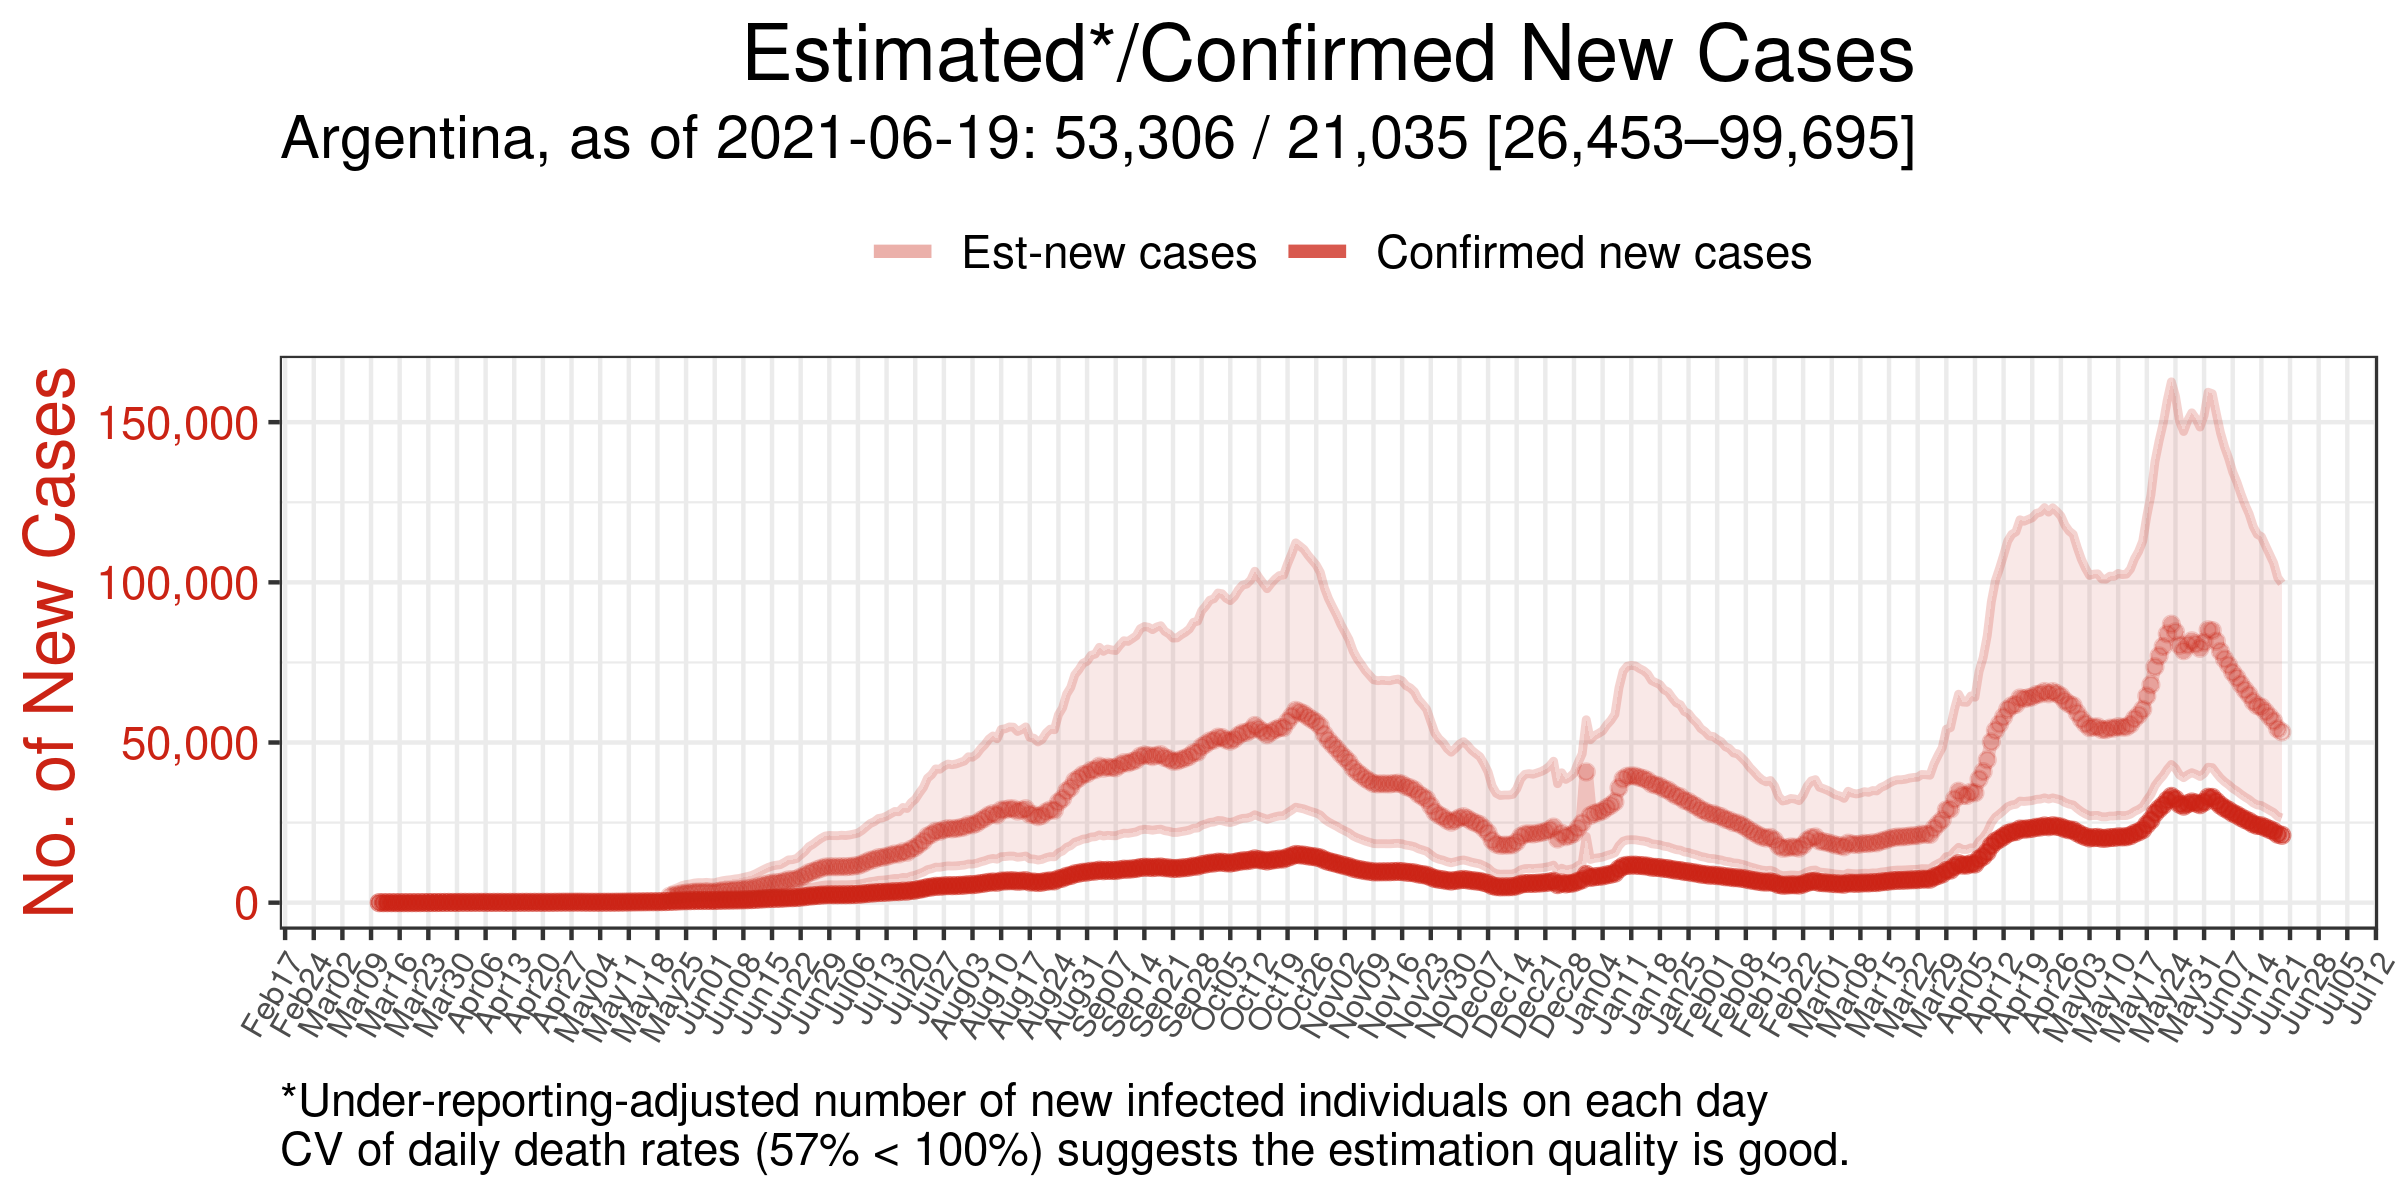 Estimated*/Confirmed New Cases
Argentina, as of 2021-06-19: 53,306 / 21,035 [26,453–99,695]
Est-new cases
Confirmed new cases
No. of New Cases
150,000
100,000
50,000
0
Feb17
Feb24
Mar02
Mar09
Mar16
Mar23
Mar30
Apr06
Apr13
Apr20
Apr27
May04
May11
May18
May25
Jun01
Jun08
Jun15
Jun22
Jun29
Jul06
Jul13
Jul20
Jul27
Aug03
Aug10
Aug17
Aug24
Aug31
Sep07
Sep14
Sep21
Sep28
Oct05
Oct12
Oct19
Oct26
Nov02
Nov09
Nov16
Nov23
Nov30
Dec07
Dec14
Dec21
Dec28
Jan04
Jan11
Jan18
Jan25
Feb01
Feb08
Feb15
Feb22
Mar01
Mar08
Mar15
Mar22
Mar29
Apr05
Apr12
Apr19
Apr26
May03
May10
May17
May24
May31
Jun07
Jun14
Jun21
Jun28
Jul05
Jul12
*Under-reporting-adjusted number of new infected individuals on each day
CV of daily death rates (57% < 100%) suggests the estimation quality is good.